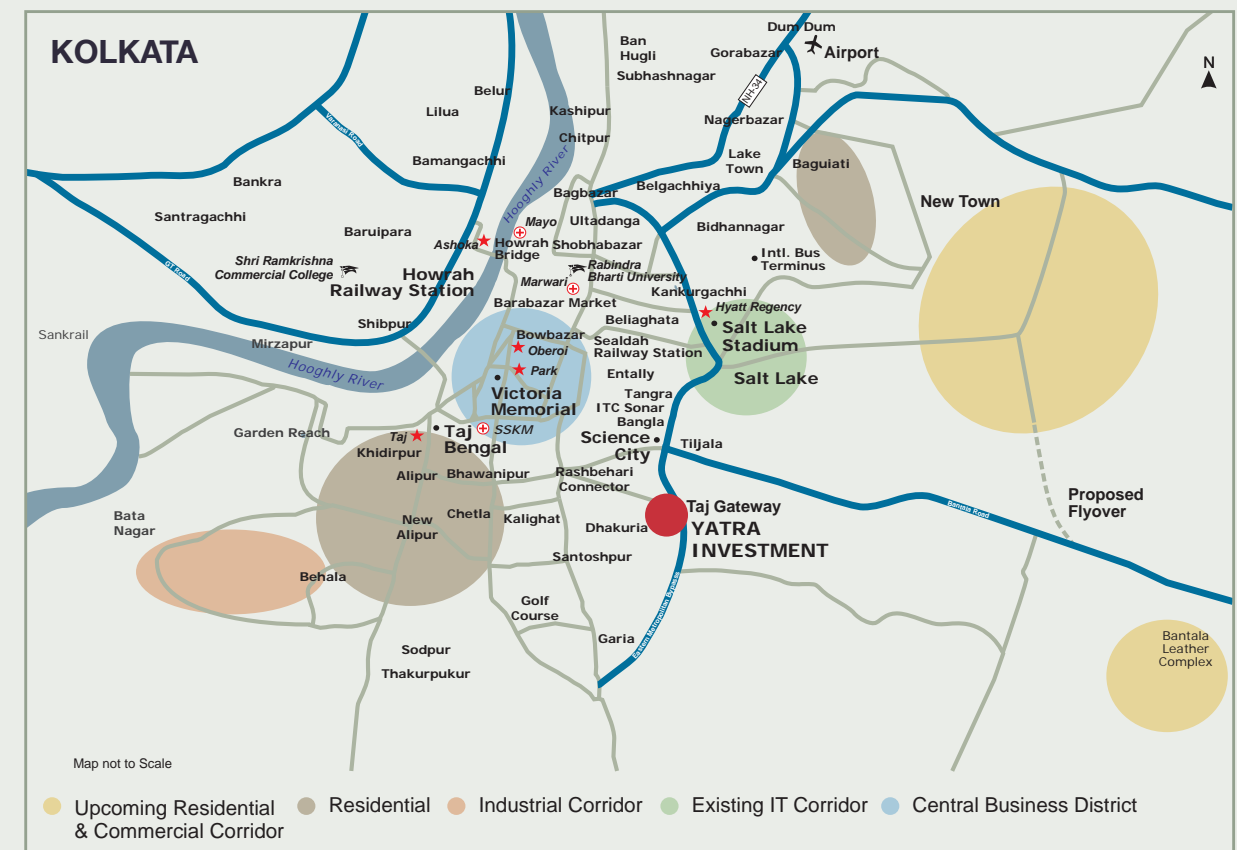 KOLKATA
Dum Dum
Airport
Gorabazar
Ban
Hugli
Subhashnagar
N
NH-34
Belur
Lilua
Kashipur
Chitpur
Nagerbazar
Varanasi Road
Bamangachhi
Hooghly River
Lake
Town
Baguiati
Bankra
Bagbazar
Belgachhiya
New Town
Santragachhi
Mayo
Ultadanga
Bidhannagar
Baruipara
Ashoka
Howrah
Bridge
Shobhabazar
Intl. Bus
Terminus
Shri Ramkrishna
Commercial College
Howrah
Railway Station
Rabindra
Bharti University
Marwari
GT Road
Kankurgachhi
Barabazar Market
Hyatt Regency
Shibpur
Beliaghata
Salt Lake
Stadium
Sankrail
Mirzapur
Bowbazar
Oberoi
Sealdah
Railway Station
Hooghly River
Park
Entally
Salt Lake
Victoria
Memorial
Tangra
ITC Sonar
Bangla
Garden Reach
Taj
Taj
Bengal
SSKM
Science
City
Tiljala
Khidirpur
Alipur
Bhawanipur
Rashbehari
Connector
Proposed
Flyover
Bantala Road
Bata
Nagar
New
Alipur
Chetla
Kalighat
Dhakuria
Taj Gateway
YATRA
INVESTMENT
Santoshpur
Behala
Golf
Course
Eastern Metropolitan Bypass
Garia
Bantala
Leather
Complex
Sodpur
Thakurpukur
Map not to Scale
Upcoming Residential
& Commercial Corridor
Residential
Industrial Corridor
Existing IT Corridor
Central Business District